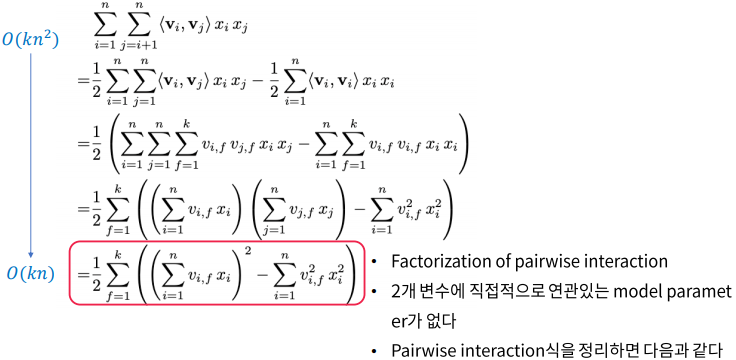 $\sum_{i=1}^{n} \sum_{j=i+1}^{n} \langle \mathbf{v}_i, \mathbf{v}_j \rangle \, x_i \, x_j$
$O(kn^2)$
$= \frac{1}{2} \sum_{i=1}^{n} \sum_{j=1}^{n} \langle \mathbf{v}_i, \mathbf{v}_j \rangle \, x_i \, x_j - \frac{1}{2} \sum_{i=1}^{n} \langle \mathbf{v}_i, \mathbf{v}_i \rangle \, x_i \, x_i$
$= \frac{1}{2} \left( \sum_{i=1}^{n} \sum_{j=1}^{n} \sum_{f=1}^{k} v_{i,f} \, v_{j,f} \, x_i \, x_j - \sum_{i=1}^{n} \sum_{f=1}^{k} v_{i,f} \, v_{i,f} \, x_i \, x_i \right)$
$= \frac{1}{2} \sum_{f=1}^{k} \left( \left( \sum_{i=1}^{n} v_{i,f} \, x_i \right) \left( \sum_{j=1}^{n} v_{j,f} \, x_j \right) - \sum_{i=1}^{n} v_{i,f}^2 \, x_i^2 \right)$
$O(kn)$
$= \frac{1}{2} \sum_{f=1}^{k} \left( \left( \sum_{i=1}^{n} v_{i,f} \, x_i \right)^2 - \sum_{i=1}^{n} v_{i,f}^2 \, x_i^2 \right)$
• Factorization of pairwise interaction
• 2개 변수에 직접적으로 연관있는 model paramet
er가 없다
• Pairwise interaction식을 정리하면 다음과 같다